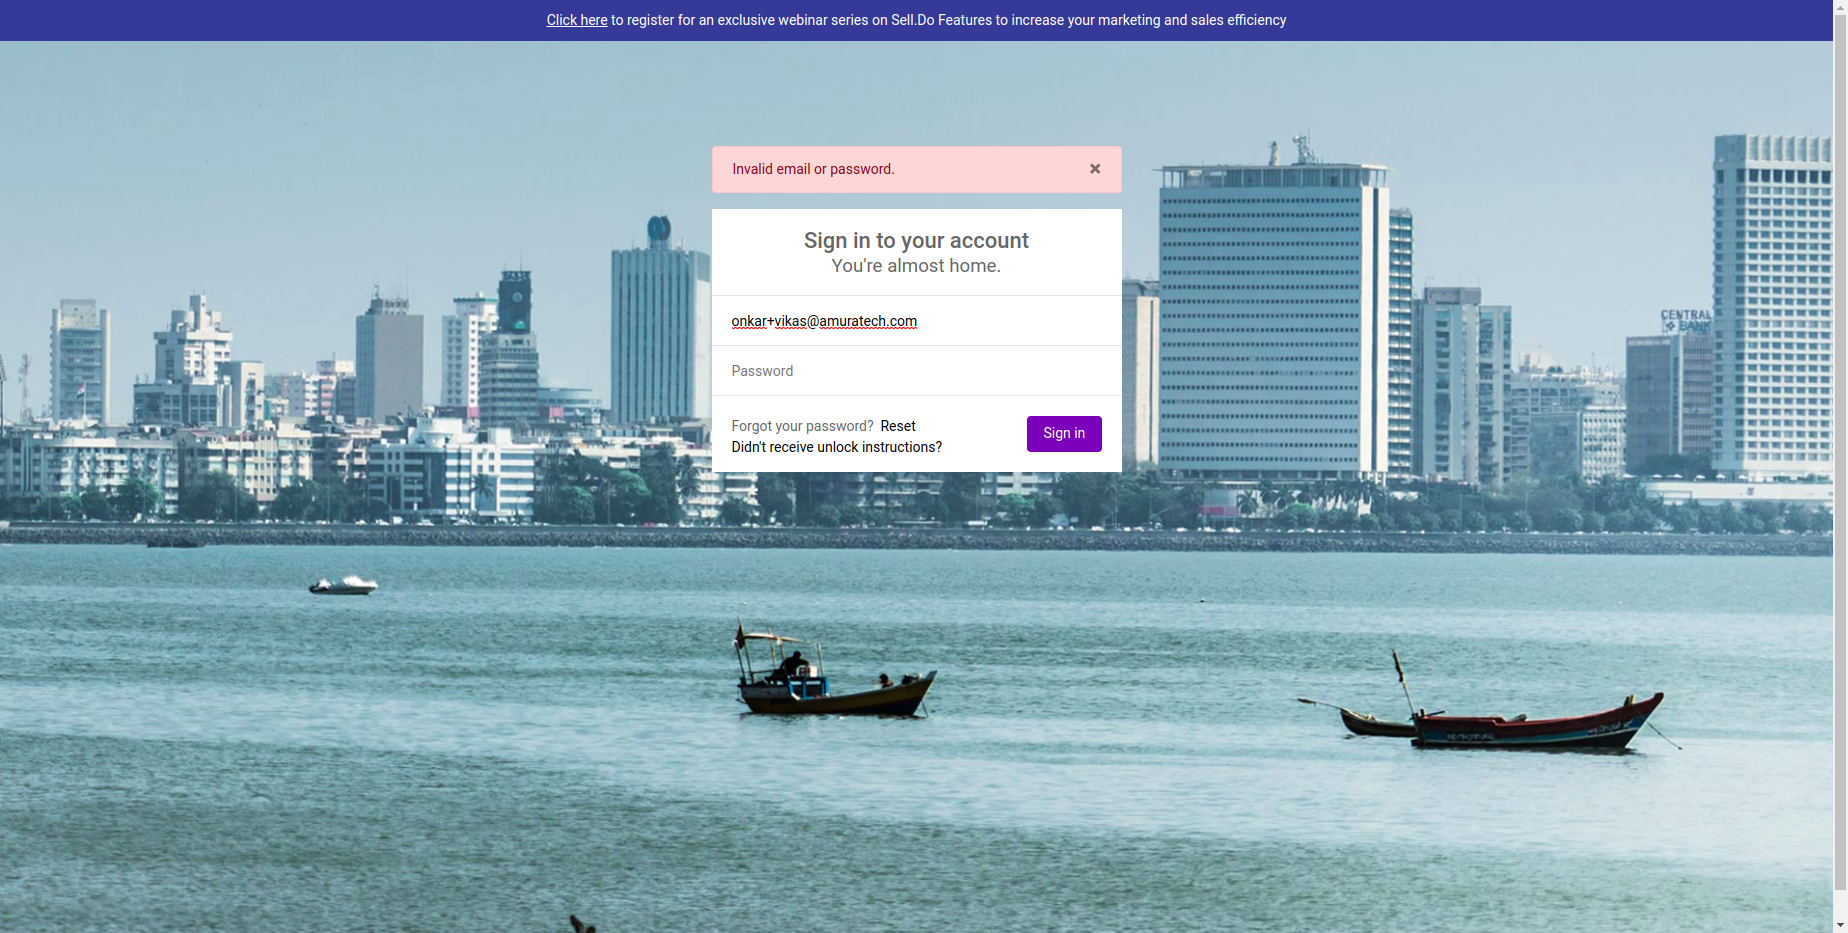 Click here to register for an exclusive webinar series on Sell.Do Features to increase your marketing and sales efficiency
Invalid email or password.
×
Sign in to your account
You're almost home.
onkar+vikas@amuratech.com
Password
Forgot your password? Reset
Sign in
Didn't receive unlock instructions?
CENTRAL
BANK